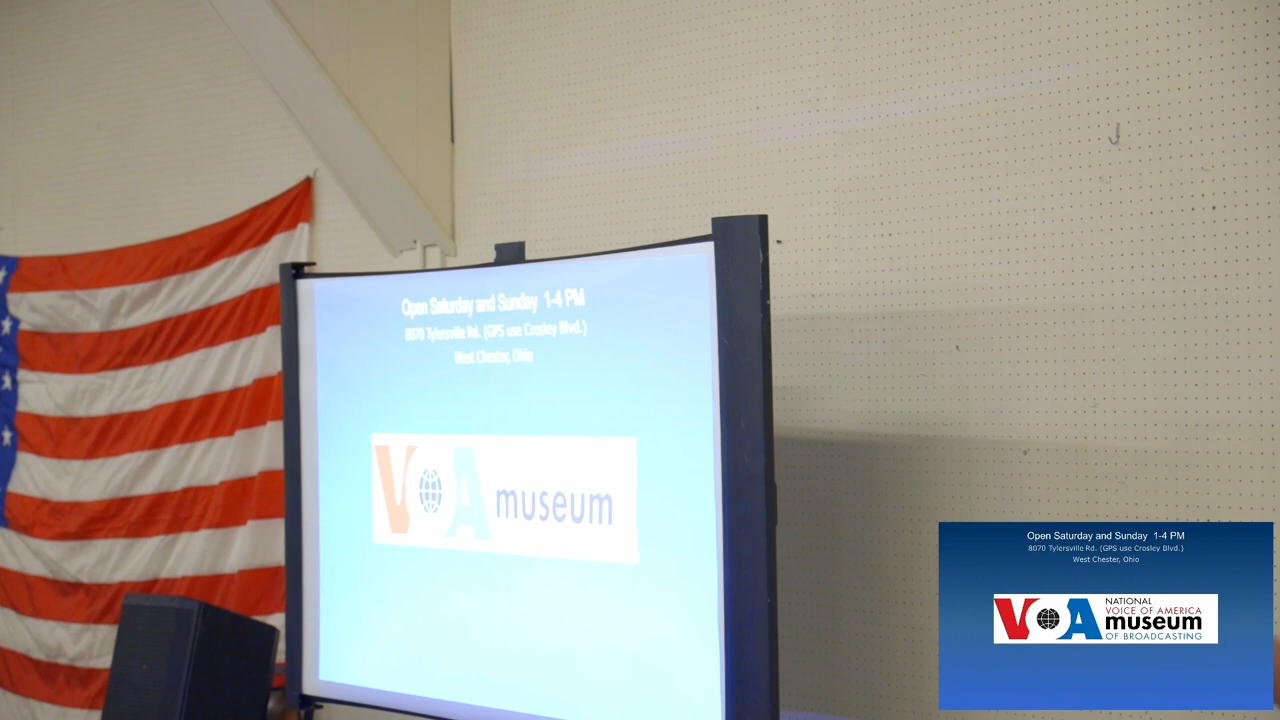 Open Saturday and Sunday 1-4 PM
8070 Tylersville Rd. (GPS use Crosley Blvd.)
West Chester, Ohio
VOA museum
Open Saturday and Sunday 1-4 PM
8070 Tylersville Rd. (GPS use Crosley Blvd.)
West Chester, Ohio
VOA
NATIONAL
VOICE OF AMERICA
museum
OF BROADCASTING